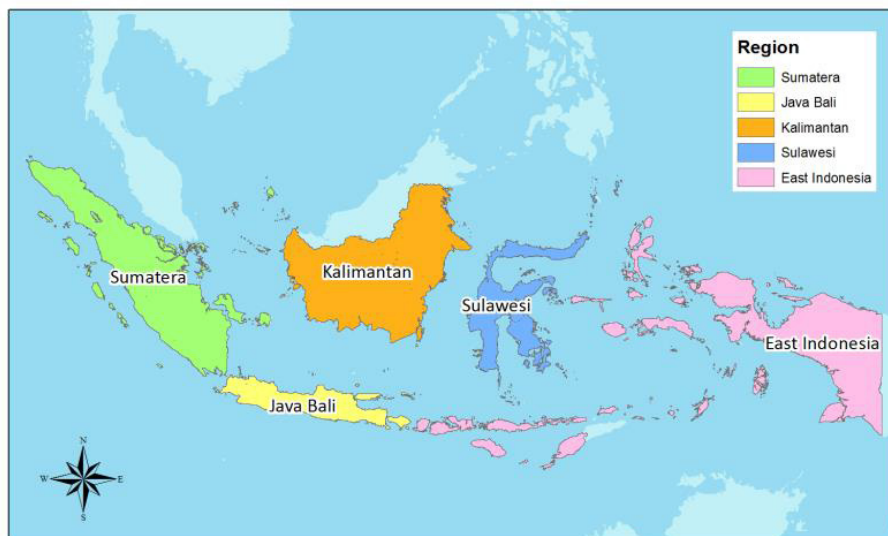 Region
Sumatera
Java Bali
Kalimantan
Sulawesi
East Indonesia
Sumatera
Kalimantan
Sulawesi
East Indonesia
Java Bali
N
W
E
S